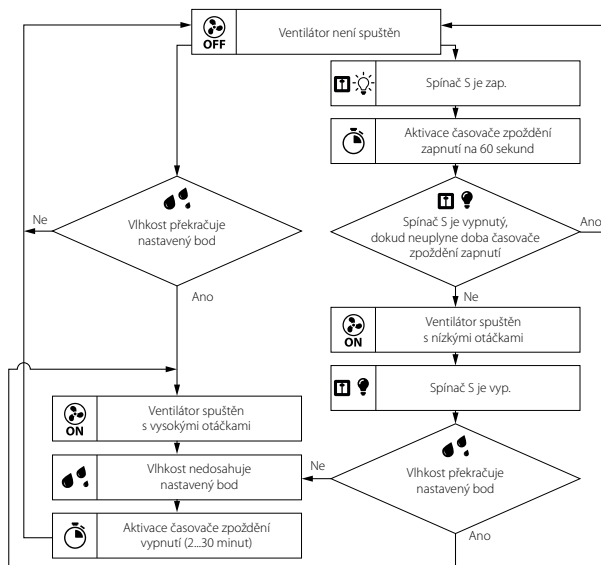 OFF
Ventilátor není spuštěn
Spínač S je zap.
Aktivace časovače zpoždění
zapnutí na 60 sekund
Ne
Vlhkost překračuje
nastavený bod
Spínač S je vypnutý,
dokud neuplyne doba časovače
zpoždění zapnutí
Ano
Ano
Ne
ON
Ventilátor spuštěn
s nízkými otáčkami
Spínač S je vyp.
ON
Ventilátor spuštěn
s vysokými otáčkami
Vlhkost nedosahuje
nastavený bod
Ne
Vlhkost překračuje
nastavený bod
Aktivace časovače zpoždění
vypnutí (2...30 minut)
Ano